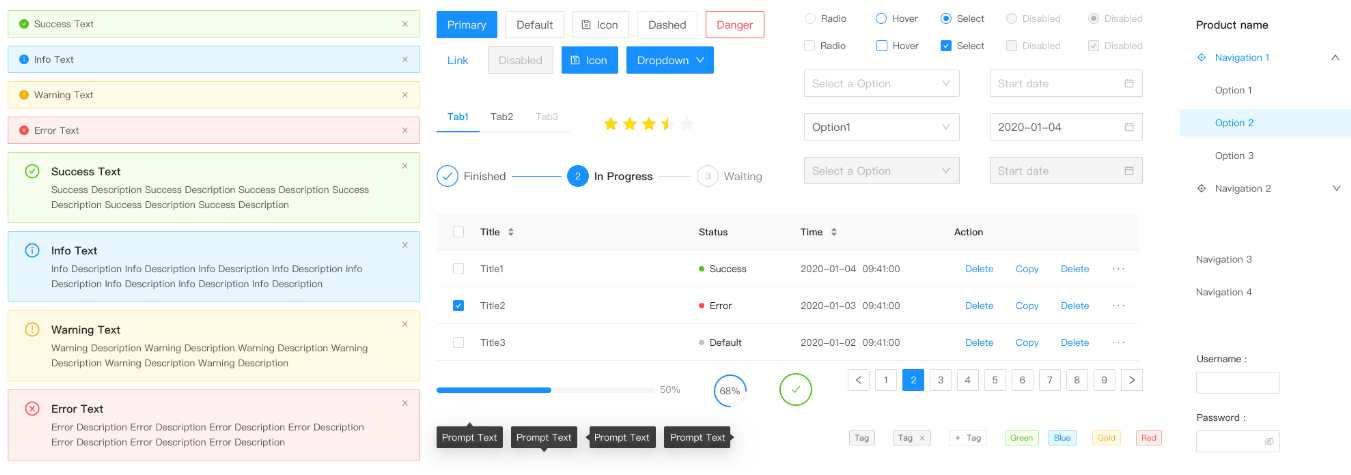 Success Text
Info Text
Warning Text
Error Text
Success Text
Success Description Success Description Success Description Success
Description Success Description Success Description
Info Text
Info Description Info Description Info Description Info Description Info
Description Info Description Info Description Info Description
Warning Text
Warning Description Warning Description Warning Description Warning
Description Warning Description Warning Description
Error Text
Error Description Error Description Error Description Error Description
Error Description Error Description Error Description
Primary Default Icon Dashed Danger
Link Disabled Icon Dropdown
Tab1 Tab2 Tab3
Finished 2 In Progress 3 Waiting
Radio Hover Select Disabled Disabled
Radio Hover Select Disabled Disabled
Select a Option Start date
Option1 2020-01-04
Select a Option Start date
Title Status Time Action
Title1 Success 2020-01-04 09:41:00 Delete Copy Delete ···
Title2 Error 2020-01-03 09:41:00 Delete Copy Delete ···
Title3 Default 2020-01-02 09:41:00 Delete Copy Delete ···
50% 68% 1 2 3 4 5 6 7 8 9
Prompt Text Prompt Text Prompt Text Prompt Text
Tag Tag × + Tag Green Blue Gold Red
Product name
Navigation 1
Option 1
Option 2
Option 3
Navigation 2
Navigation 3
Navigation 4
Username :
Password :